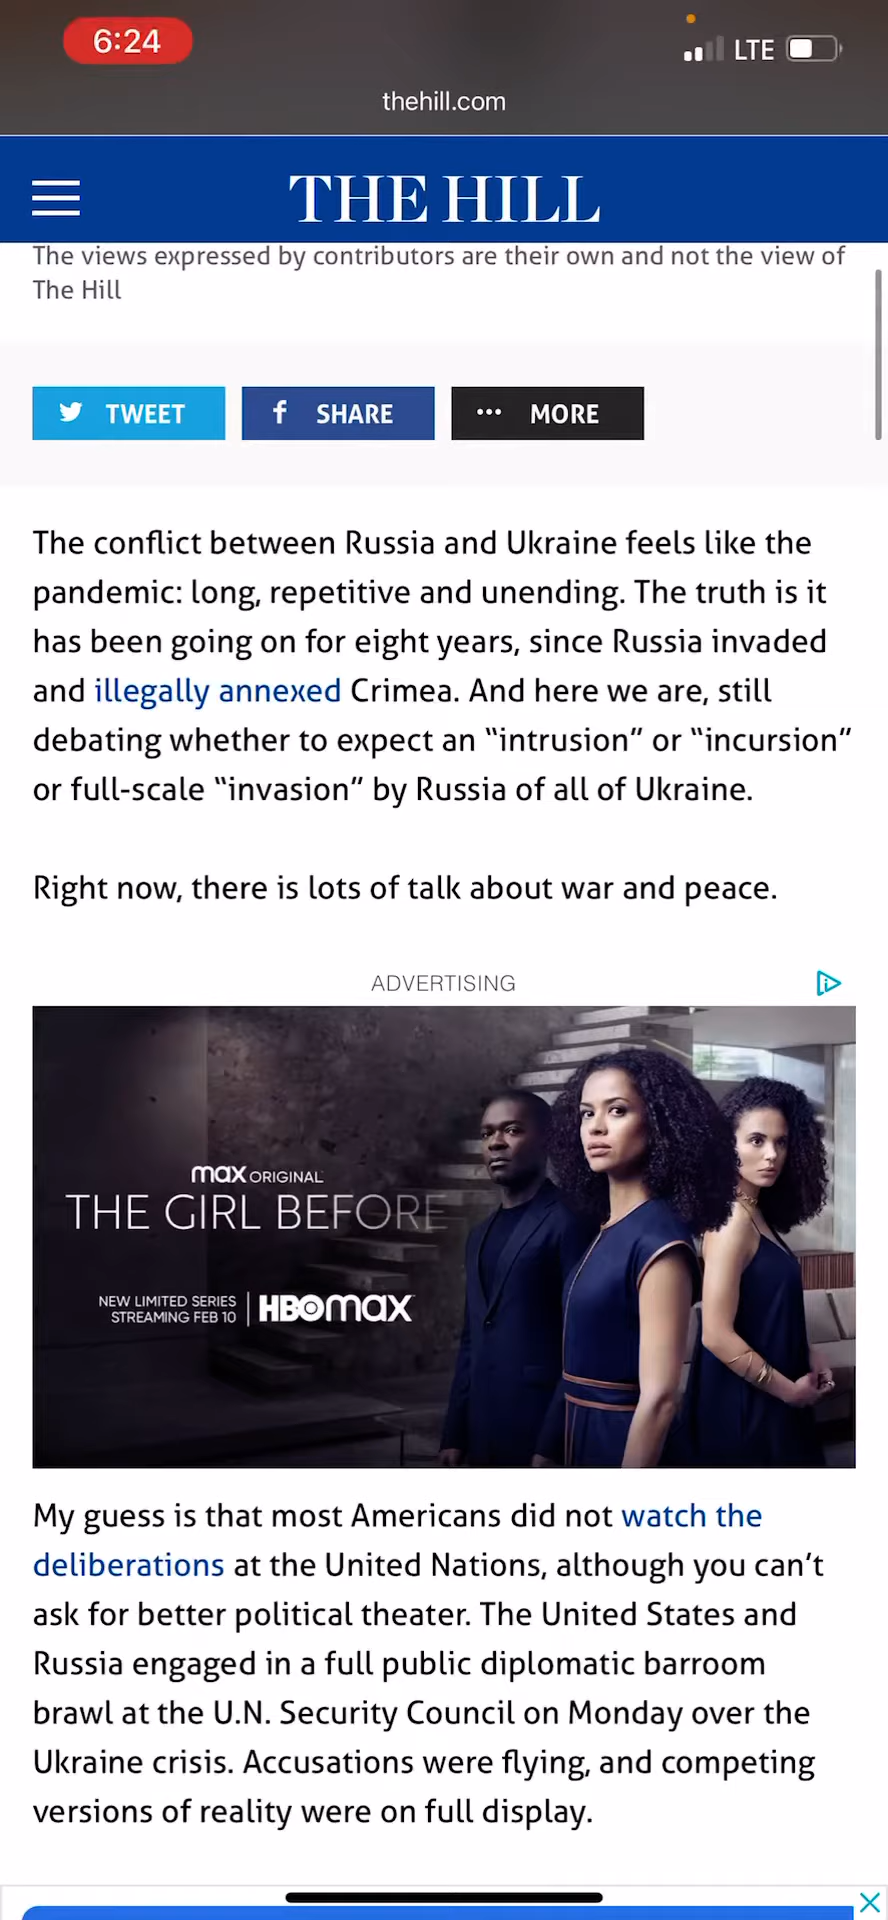 6:24
LTE
thehill.com
THE HILL
The views expressed by contributors are their own and not the view of
The Hill
TWEET
f SHARE
••• MORE
The conflict between Russia and Ukraine feels like the
pandemic: long, repetitive and unending. The truth is it
has been going on for eight years, since Russia invaded
and illegally annexed Crimea. And here we are, still
debating whether to expect an “intrusion” or “incursion”
or full-scale “invasion” by Russia of all of Ukraine.
Right now, there is lots of talk about war and peace.
ADVERTISING
max ORIGINAL
THE GIRL BEFORE
NEW LIMITED SERIES
STREAMING FEB 10
HBOmax
My guess is that most Americans did not watch the
deliberations at the United Nations, although you can’t
ask for better political theater. The United States and
Russia engaged in a full public diplomatic barroom
brawl at the U.N. Security Council on Monday over the
Ukraine crisis. Accusations were flying, and competing
versions of reality were on full display.